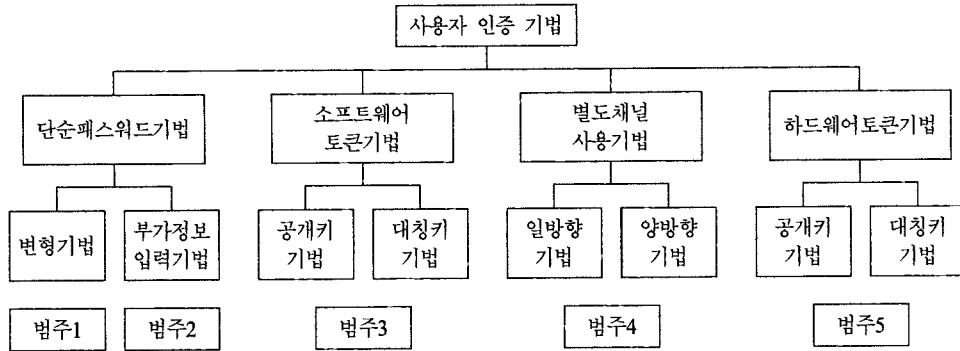 사용자 인증 기법
단순패스워드기법
소프트웨어
토큰기법
별도채널
사용기법
하드웨어토큰기법
변형기법
부가정보
입력기법
공개키
기법
대칭키
기법
일방향
기법
양방향
기법
공개키
기법
대칭키
기법
범주1
범주2
범주3
범주4
범주5